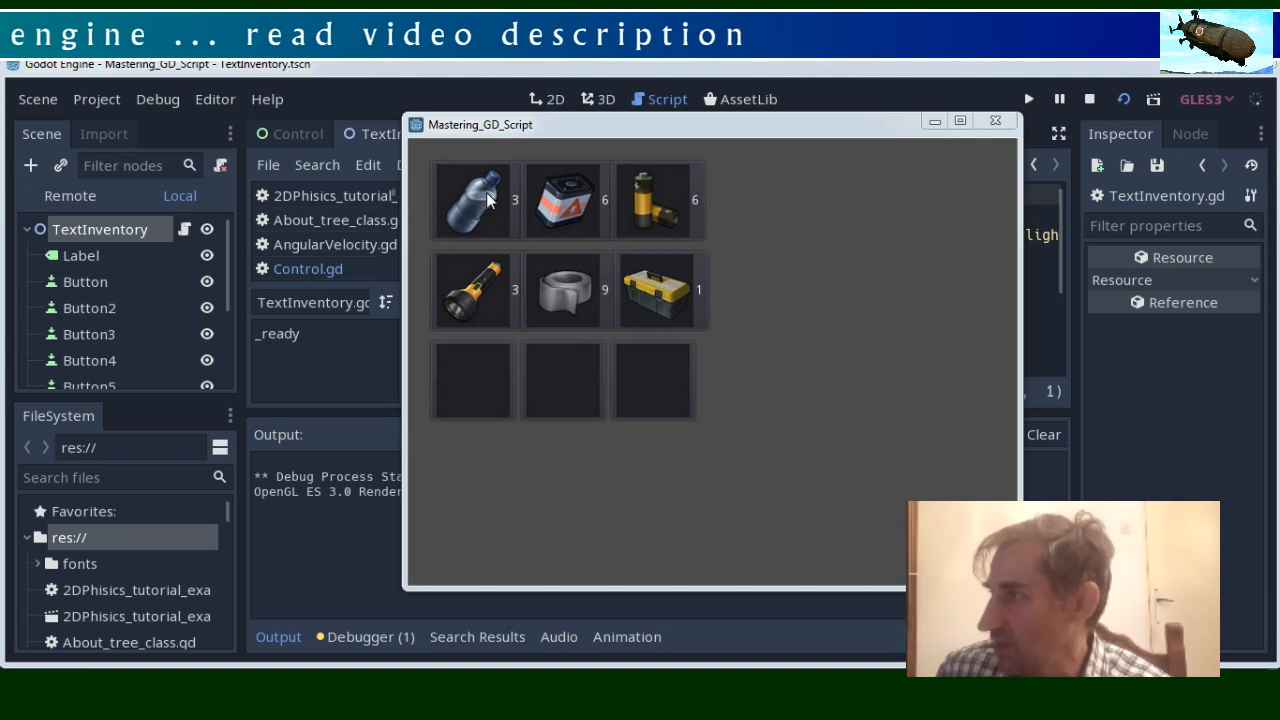 engine ... read video description
Godot Engine - Mastering_GD_Script - TextInventory.tscn
Scene Project Debug Editor Help
2D 3D Script AssetLib
GLES3
Mastering_GD_Script
Scene Import
Filter nodes
Remote Local
TextInventory
Label
Button
Button2
Button3
Button4
Button5
FileSystem
res://
Search files
Favorites:
res://
fonts
2DPhisics_tutorial_exa
2DPhisics_tutorial_exa
About_tree_class.gd
Control TextI
File Search Edit
2DPhisics_tutorial_
About_tree_class.g
AngularVelocity.gd
Control.gd
TextInventory.gd
_ready
3 6 6
3 9 1
ligh
, 1)
Output:
Clear
** Debug Process Sta
OpenGL ES 3.0 Render
Output Debugger (1) Search Results Audio Animation
Inspector Node
TextInventory.gd
Filter properties
Resource
Resource
Reference